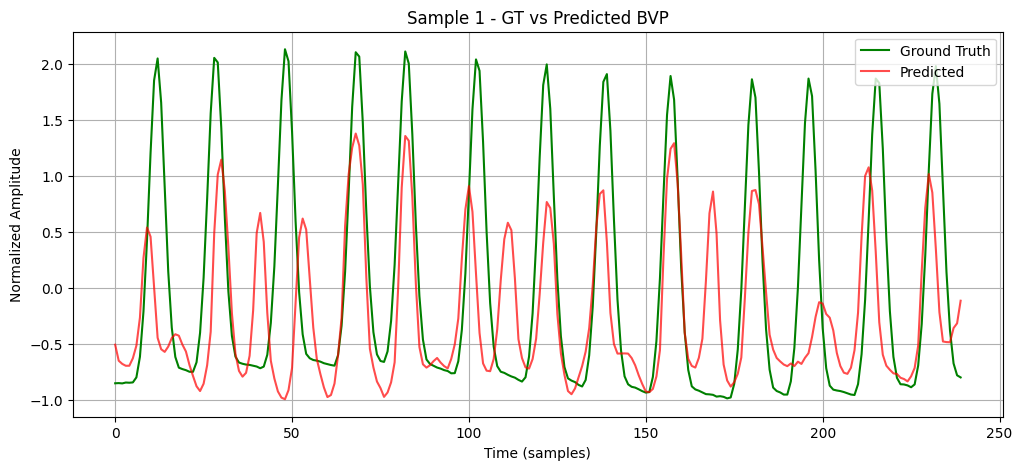 Sample 1 - GT vs Predicted BVP
Ground Truth
Predicted
Normalized Amplitude
2.0
1.5
1.0
0.5
0.0
−0.5
−1.0
0 50 100 150 200 250
Time (samples)